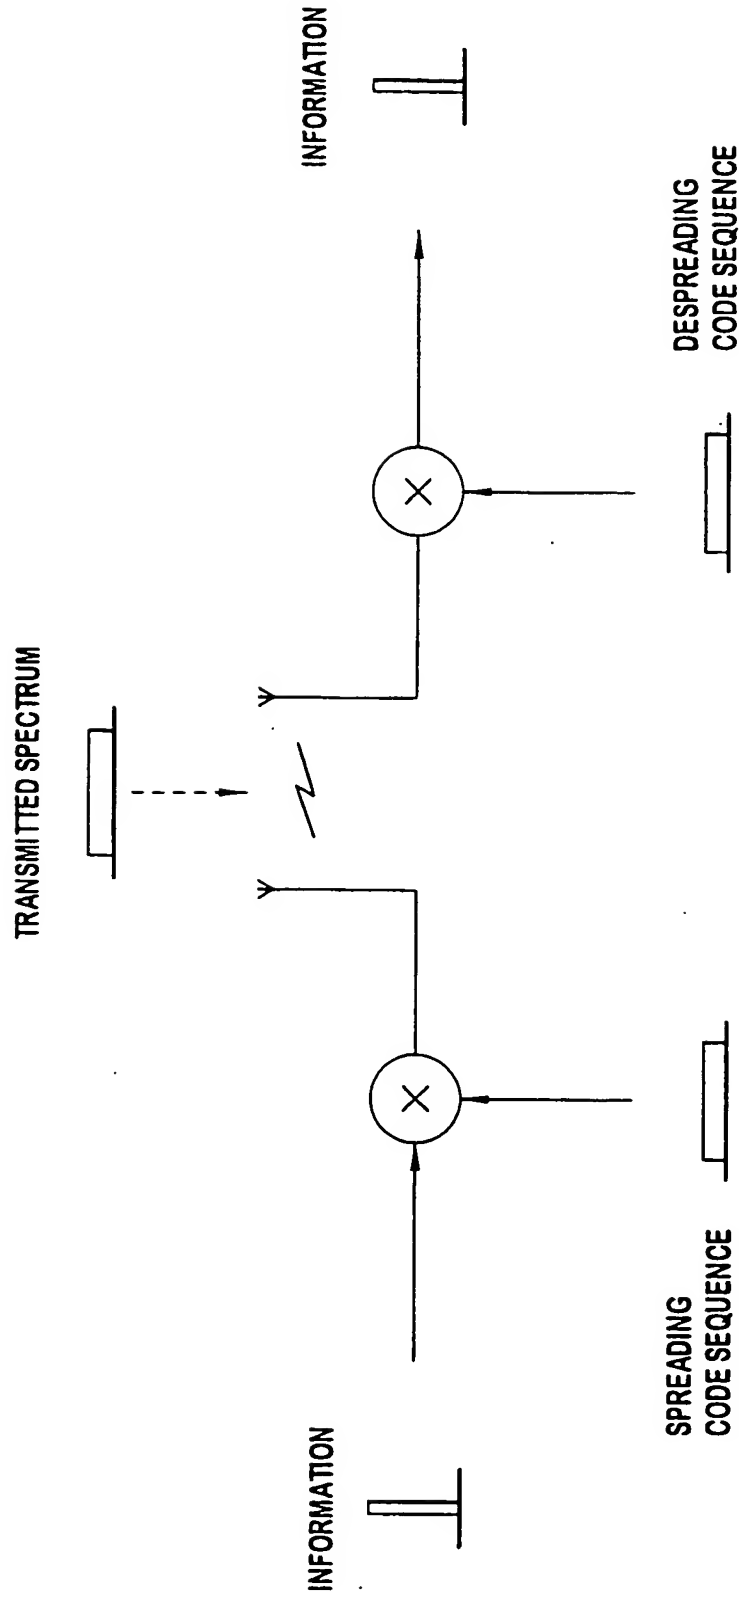 TRANSMITTED SPECTRUM
INFORMATION
INFORMATION
SPREADING
CODE SEQUENCE
DESPREADING
CODE SEQUENCE